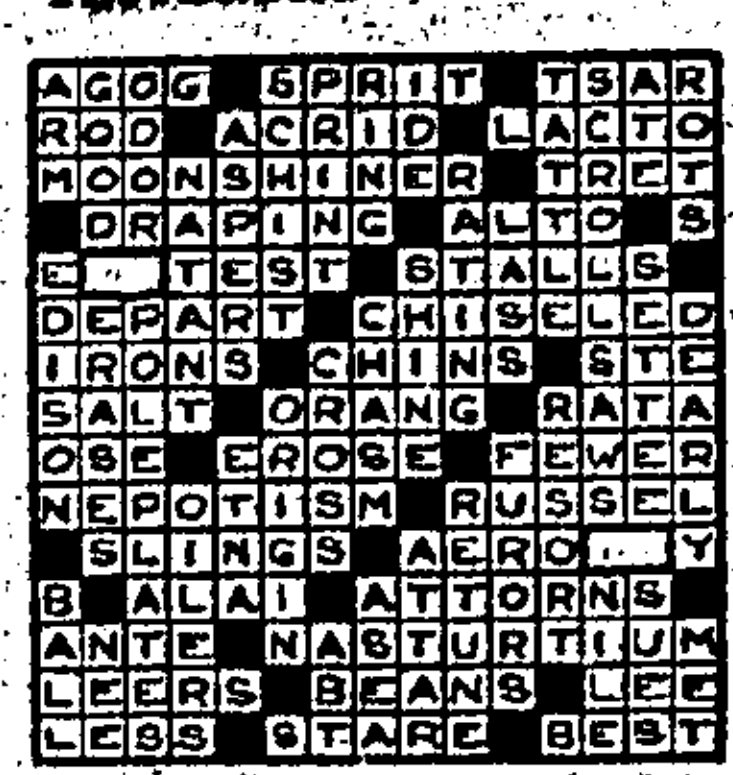 AGOG SPRIT TSAR
ROD ACRID LACTO
MOONSHINER TRET
DRAPING ALTO S
E TEST STALLS
DEPART CHISELED
IRONS CHINS STE
SALT ORANG RATA
OSE EROSE FEWER
NEPOTISM RUSSEL
SLINGS AERO Y
B ALAI ATTORNS
ANTE NASTURTIUM
LEERS BEANS LEE
LESS STARE BEST